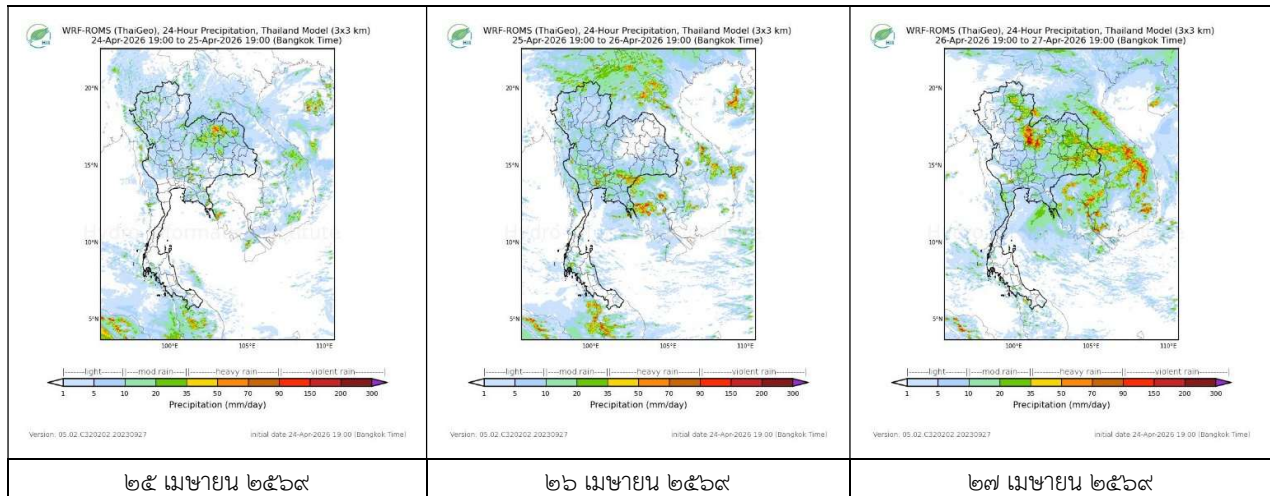 WRF-ROMS (ThaiGeo), 24-Hour Precipitation, Thailand Model (3x3 km)
24-Apr-2026 19:00 to 25-Apr-2026 19:00 (Bangkok Time)
20°N
15°N
10°N
5°N
100°E 105°E 110°E
|--------light-------||----mod rain----||---------heavy rain---------||---------violent rain---------|
1 5 10 20 35 50 70 90 150 200 300
Precipitation (mm/day)
Version: 05.02.C320202.20230927 initial date 24-Apr-2026 19:00 (Bangkok Time)
๒๕ เมษายน ๒๕๖๙
WRF-ROMS (ThaiGeo), 24-Hour Precipitation, Thailand Model (3x3 km)
25-Apr-2026 19:00 to 26-Apr-2026 19:00 (Bangkok Time)
20°N
15°N
10°N
5°N
100°E 105°E 110°E
|--------light-------||----mod rain----||---------heavy rain---------||---------violent rain---------|
1 5 10 20 35 50 70 90 150 200 300
Precipitation (mm/day)
Version: 05.02.C320202.20230927 initial date 24-Apr-2026 19:00 (Bangkok Time)
๒๖ เมษายน ๒๕๖๙
WRF-ROMS (ThaiGeo), 24-Hour Precipitation, Thailand Model (3x3 km)
26-Apr-2026 19:00 to 27-Apr-2026 19:00 (Bangkok Time)
20°N
15°N
10°N
5°N
100°E 105°E 110°E
|--------light-------||----mod rain----||---------heavy rain---------||---------violent rain---------|
1 5 10 20 35 50 70 90 150 200 300
Precipitation (mm/day)
Version: 05.02.C320202.20230927 initial date 24-Apr-2026 19:00 (Bangkok Time)
๒๗ เมษายน ๒๕๖๙